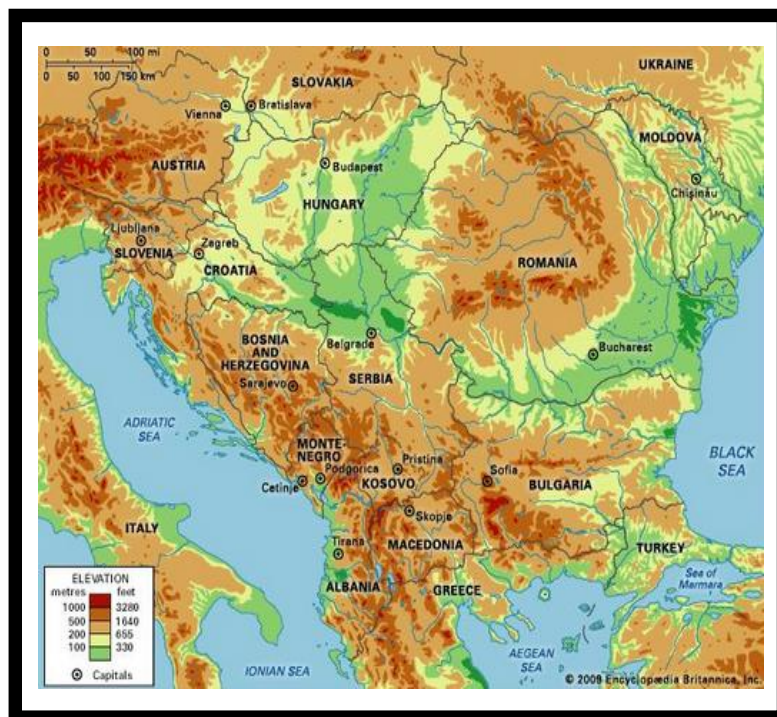 0 50 100 mi
0 50 100 150 km
SLOVAKIA
UKRAINE
Vienna
Bratislava
MOLDOVA
AUSTRIA
Budapest
Chişinău
HUNGARY
Ljubljana
SLOVENIA
Zagreb
CROATIA
ROMANIA
BOSNIA
AND
HERZEGOVINA
Belgrade
Bucharest
Sarajevo
SERBIA
ADRIATIC
SEA
MONTE-
NEGRO
Podgorica
Pristina
KOSOVO
Sofia
BULGARIA
BLACK
SEA
Cetinje
Skopje
ITALY
MACEDONIA
Tirana
TURKEY
ALBANIA
GREECE
Sea of
Marmara
ELEVATION
metres feet
1000 3280
500 1640
200 655
100 330
Capitals
IONIAN SEA
AEGEAN
SEA
© 2009 Encyclopædia Britannica, Inc.